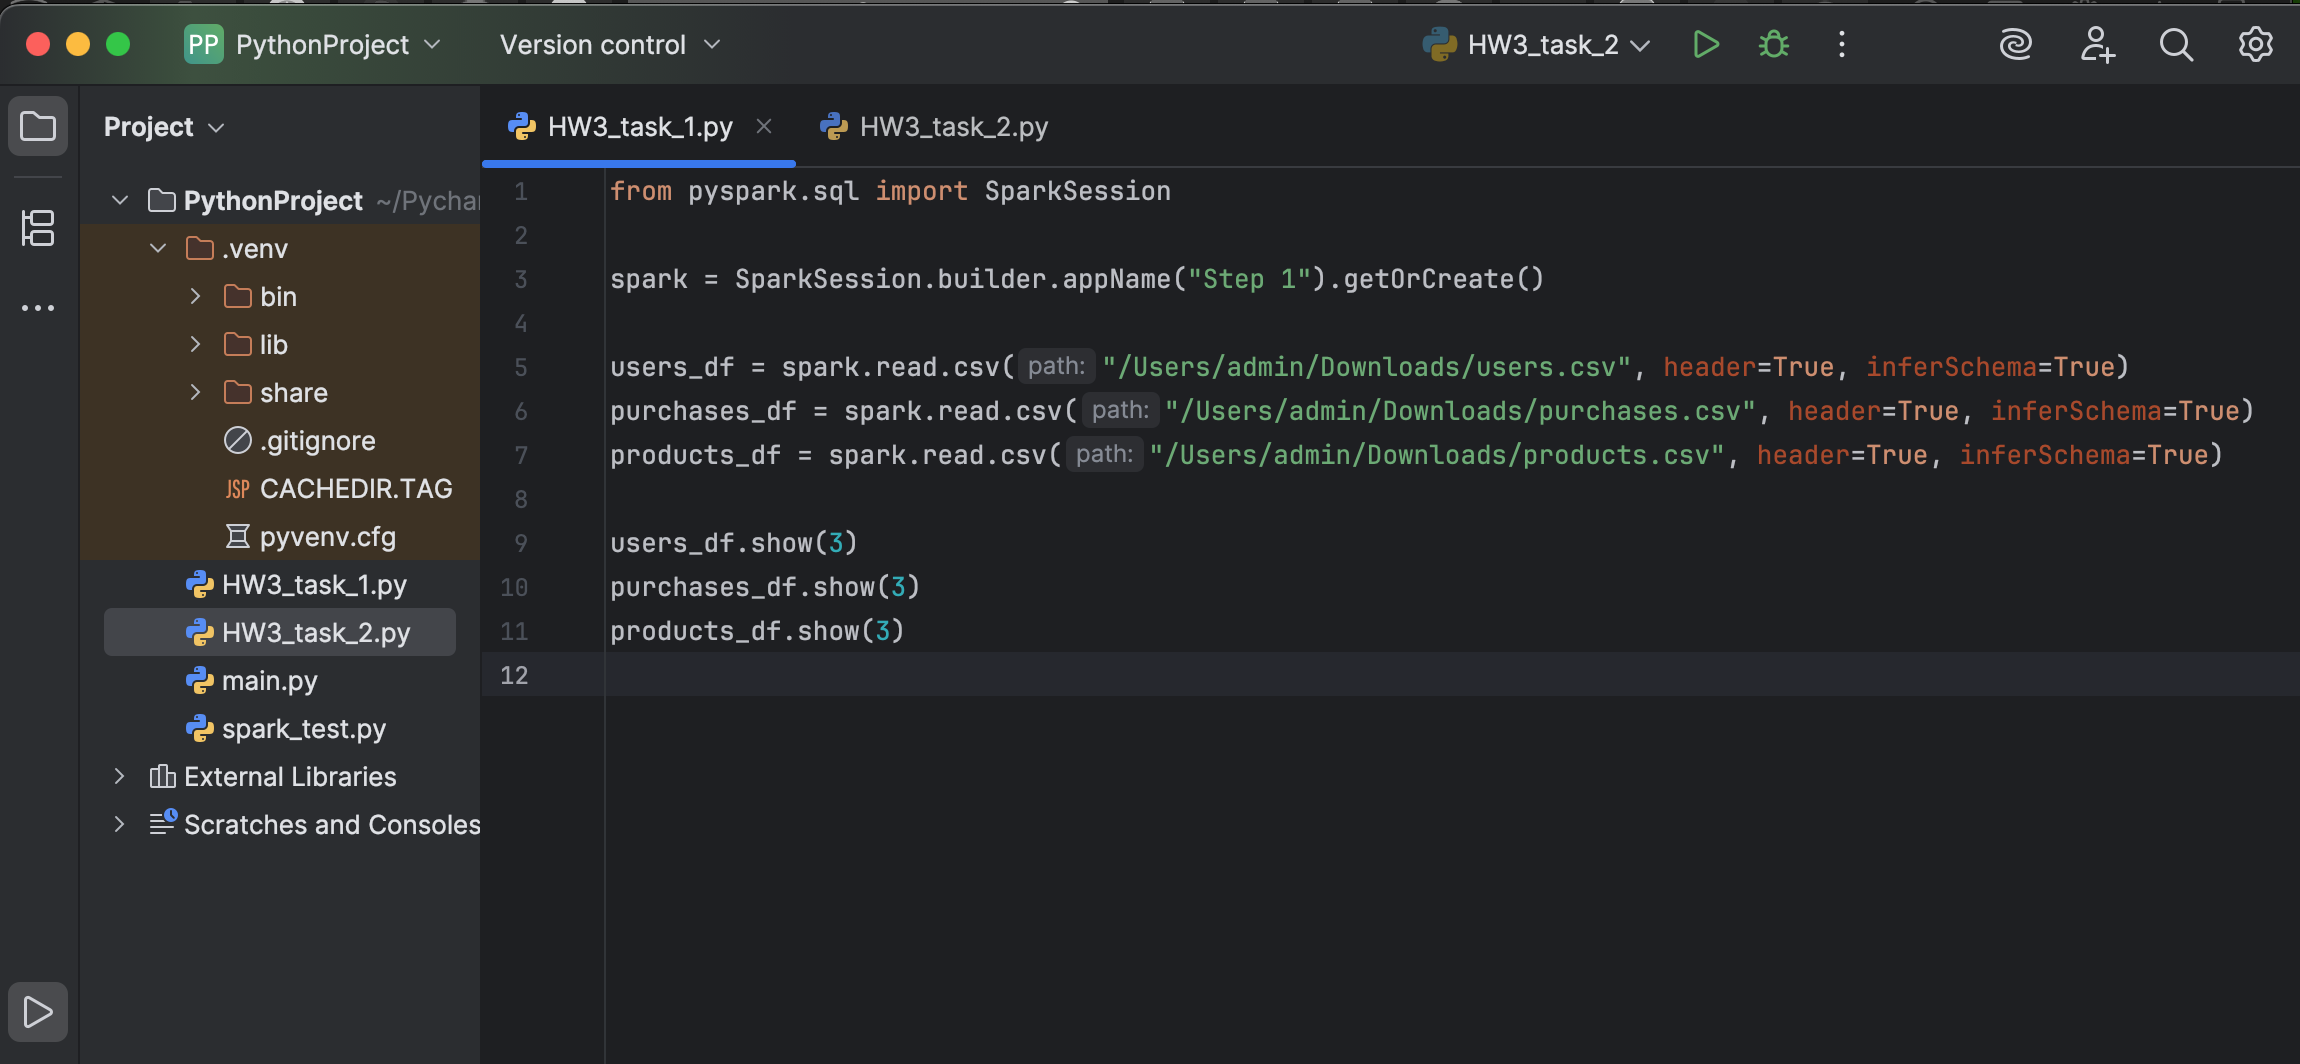 PP PythonProject Version control HW3_task_2
Project
HW3_task_1.py HW3_task_2.py
PythonProject
.venv
bin
lib
share
.gitignore
JSP CACHEDIR.TAG
pyvenv.cfg
HW3_task_1.py
HW3_task_2.py
main.py
spark_test.py
External Libraries
Scratches and Consoles
1 from pyspark.sql import SparkSession
2
3 spark = SparkSession.builder.appName("Step 1").getOrCreate()
4
5 users_df = spark.read.csv( path: "/Users/admin/Downloads/users.csv", header=True, inferSchema=True)
6 purchases_df = spark.read.csv( path: "/Users/admin/Downloads/purchases.csv", header=True, inferSchema=True)
7 products_df = spark.read.csv( path: "/Users/admin/Downloads/products.csv", header=True, inferSchema=True)
8
9 users_df.show(3)
10 purchases_df.show(3)
11 products_df.show(3)
12